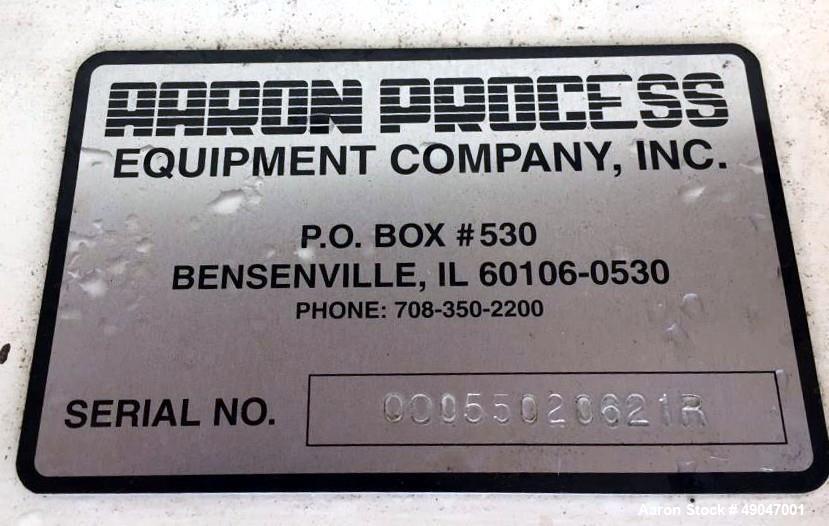 AARON PROCESS
EQUIPMENT COMPANY, INC.
P.O. BOX #530
BENSENVILLE, IL 60106-0530
PHONE: 708-350-2200
SERIAL NO. 00055020621R
Aaron Stock # 49047001